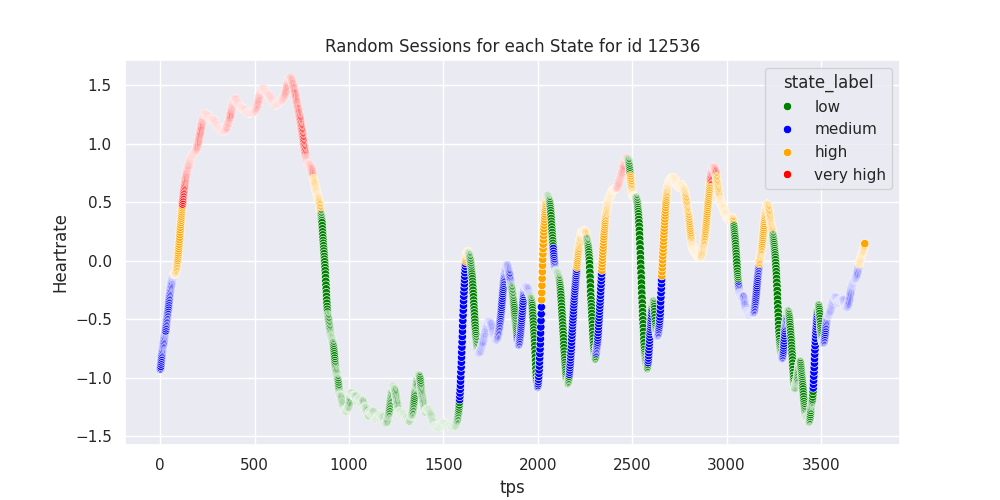 Random Sessions for each State for id 12536
state_label
low
medium
high
very high
1.5
1.0
0.5
0.0
−0.5
−1.0
−1.5
Heartrate
0 500 1000 1500 2000 2500 3000 3500
tps